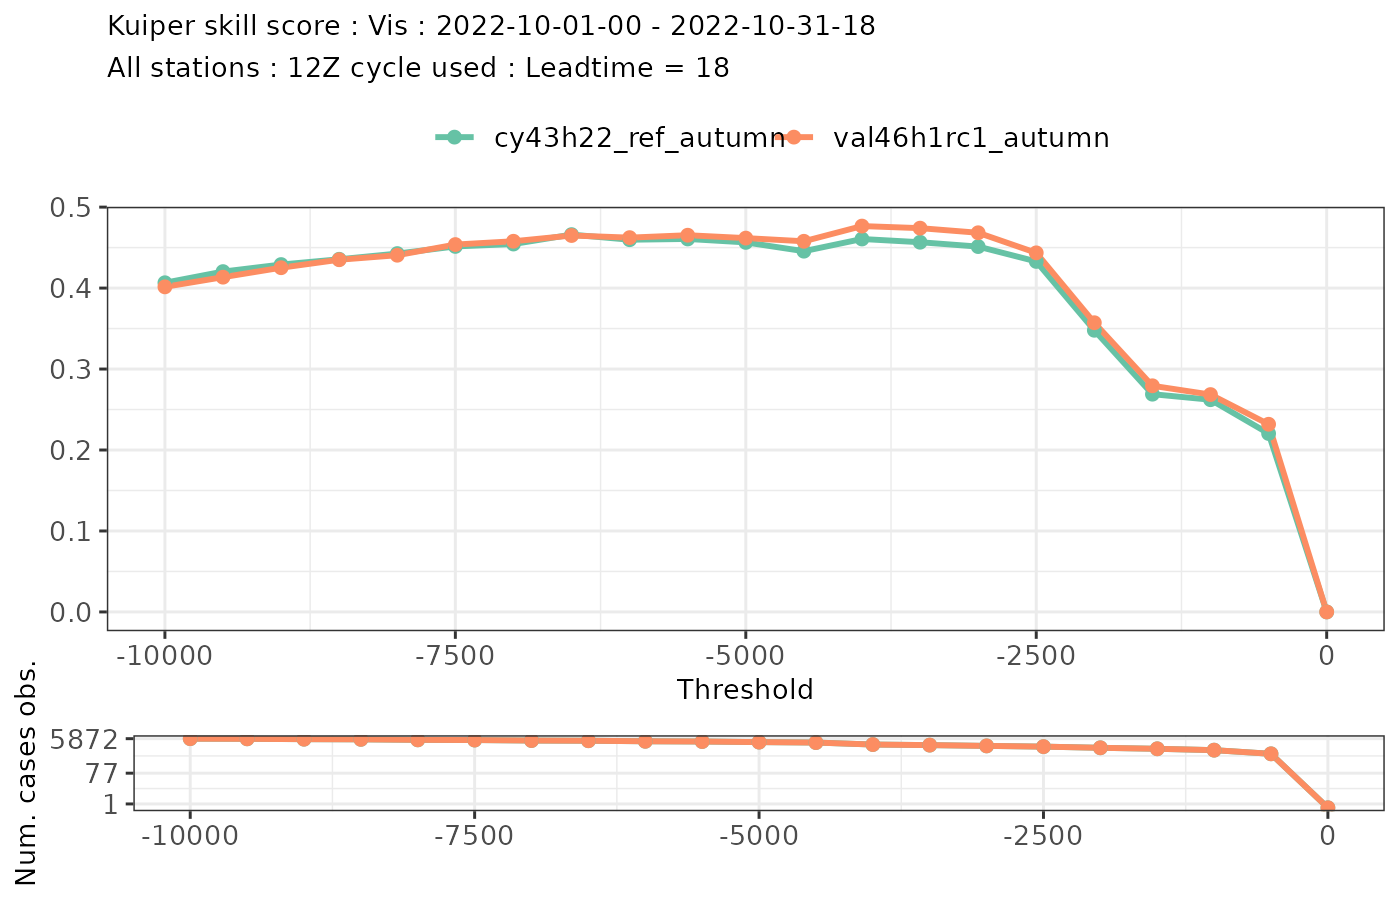 Kuiper skill score : Vis : 2022-10-01-00 - 2022-10-31-18
All stations : 12Z cycle used : Leadtime = 18
cy43h22_ref_autumn val46h1rc1_autumn
0.5
0.4
0.3
0.2
0.1
0.0
-10000 -7500 -5000 -2500 0
Threshold
Num. cases obs.
5872
77
1
-10000 -7500 -5000 -2500 0